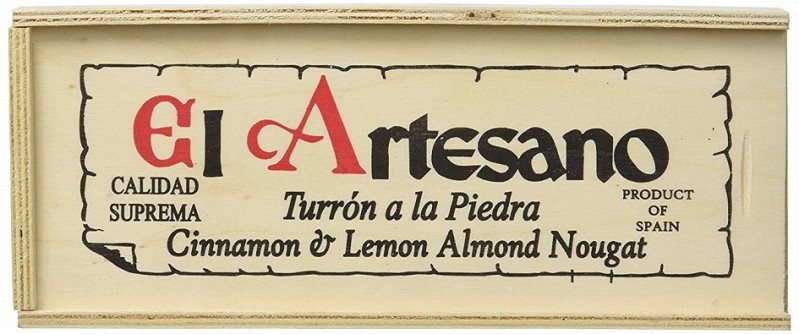 El Artesano
CALIDAD
SUPREMA
Turrón a la Piedra
Cinnamon & Lemon Almond Nougat
PRODUCT
OF
SPAIN